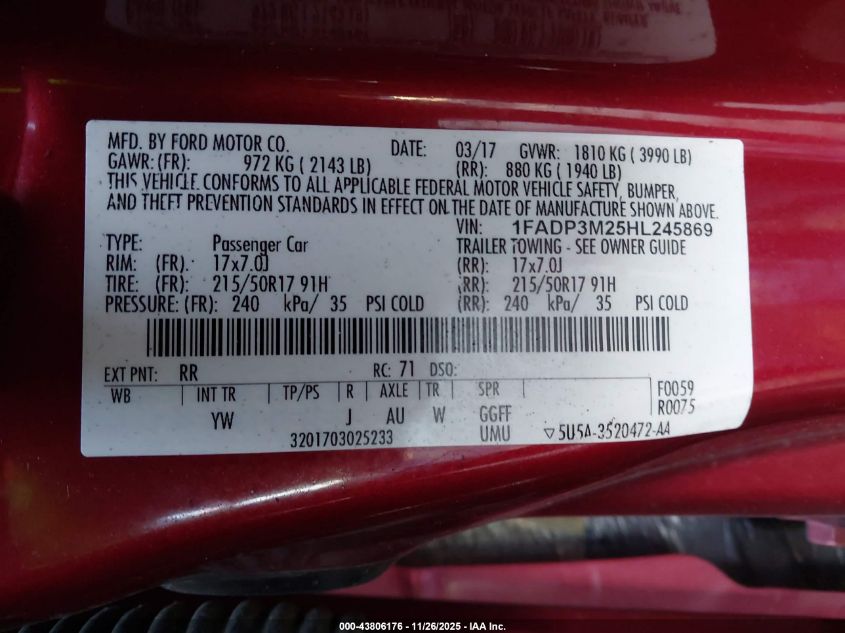 MFD. BY FORD MOTOR CO. DATE: 03/17 GVWR: 1810 KG ( 3990 LB)
GAWR: (FR): 972 KG ( 2143 LB) (RR): 880 KG ( 1940 LB)
THIS VEHICLE CONFORMS TO ALL APPLICABLE FEDERAL MOTOR VEHICLE SAFETY, BUMPER,
AND THEFT PREVENTION STANDARDS IN EFFECT ON THE DATE OF MANUFACTURE SHOWN ABOVE.
VIN: 1FADP3M25HL245869
TYPE: Passenger Car TRAILER TOWING - SEE OWNER GUIDE
RIM: (FR). 17x7.0J (RR): 17x7.0J
TIRE: (FR): 215/50R17 91H (RR): 215/50R17 91H
PRESSURE: (FR): 240 kPa/ 35 PSI COLD (RR): 240 kPa/ 35 PSI COLD
EXT PNT: RR RC: 71 DSO:
WB INT TR TP/PS R AXLE TR SPR F0059
YW J AU W GGFF R0075
3201703025233 UMU ▽5U5A-3520472-AA
000-43806176 - 11/26/2025 - IAA Inc.